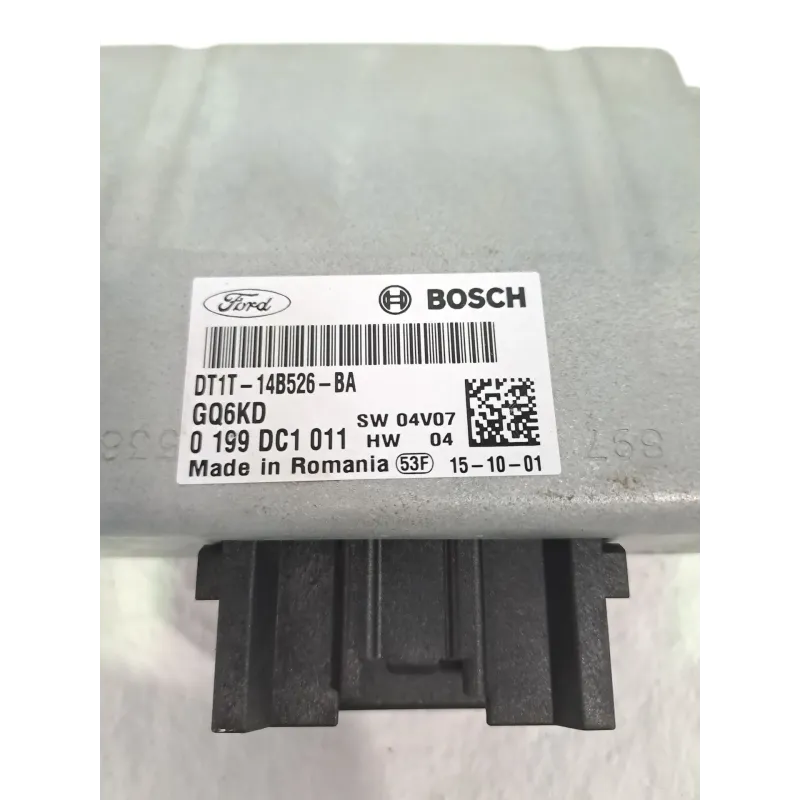 Ford BOSCH
DT1T-14B526-BA
GQ6KD SW 04V07
0 199 DC1 011 HW 04
Made in Romania 53F 15-10-01